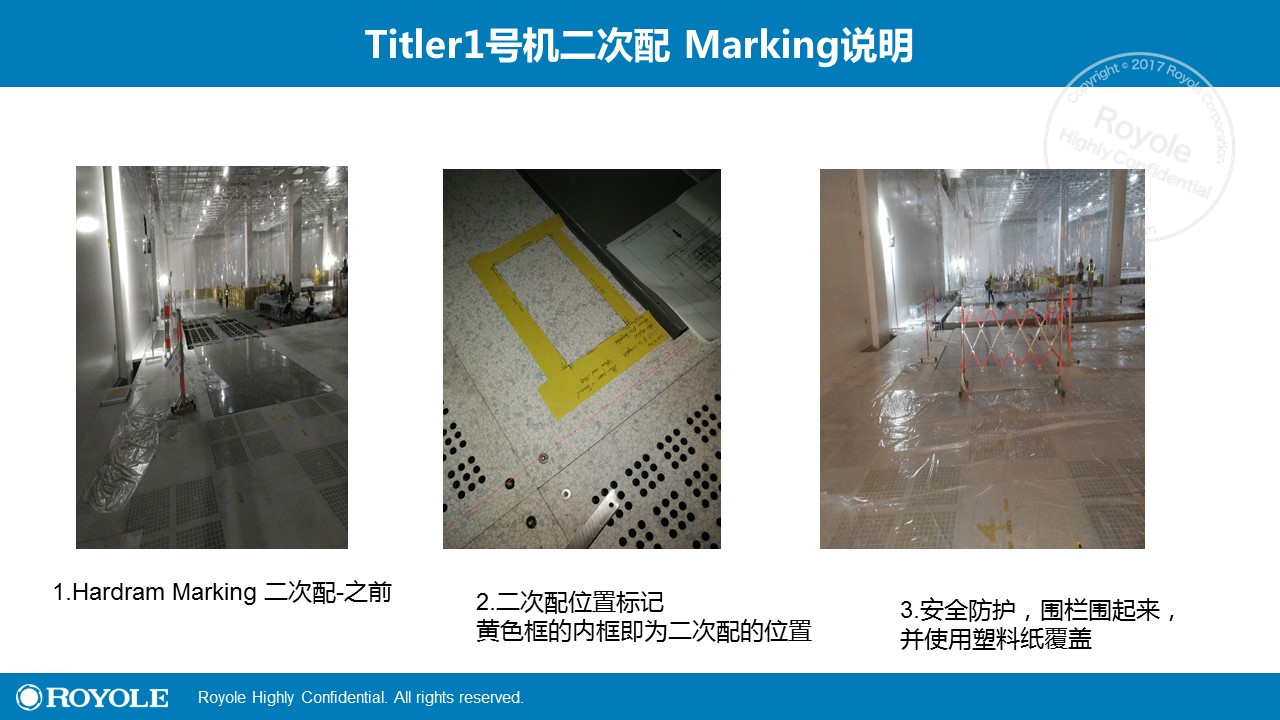 Titler1号机二次配 Marking说明
Copyright © 2017 Royole Corporation
Royole
Highly Confidential
1.Hardram Marking 二次配-之前
2.二次配位置标记
黄色框的内框即为二次配的位置
3.安全防护，围栏围起来，
并使用塑料纸覆盖
ROYOLE
Royole Highly Confidential. All rights reserved.